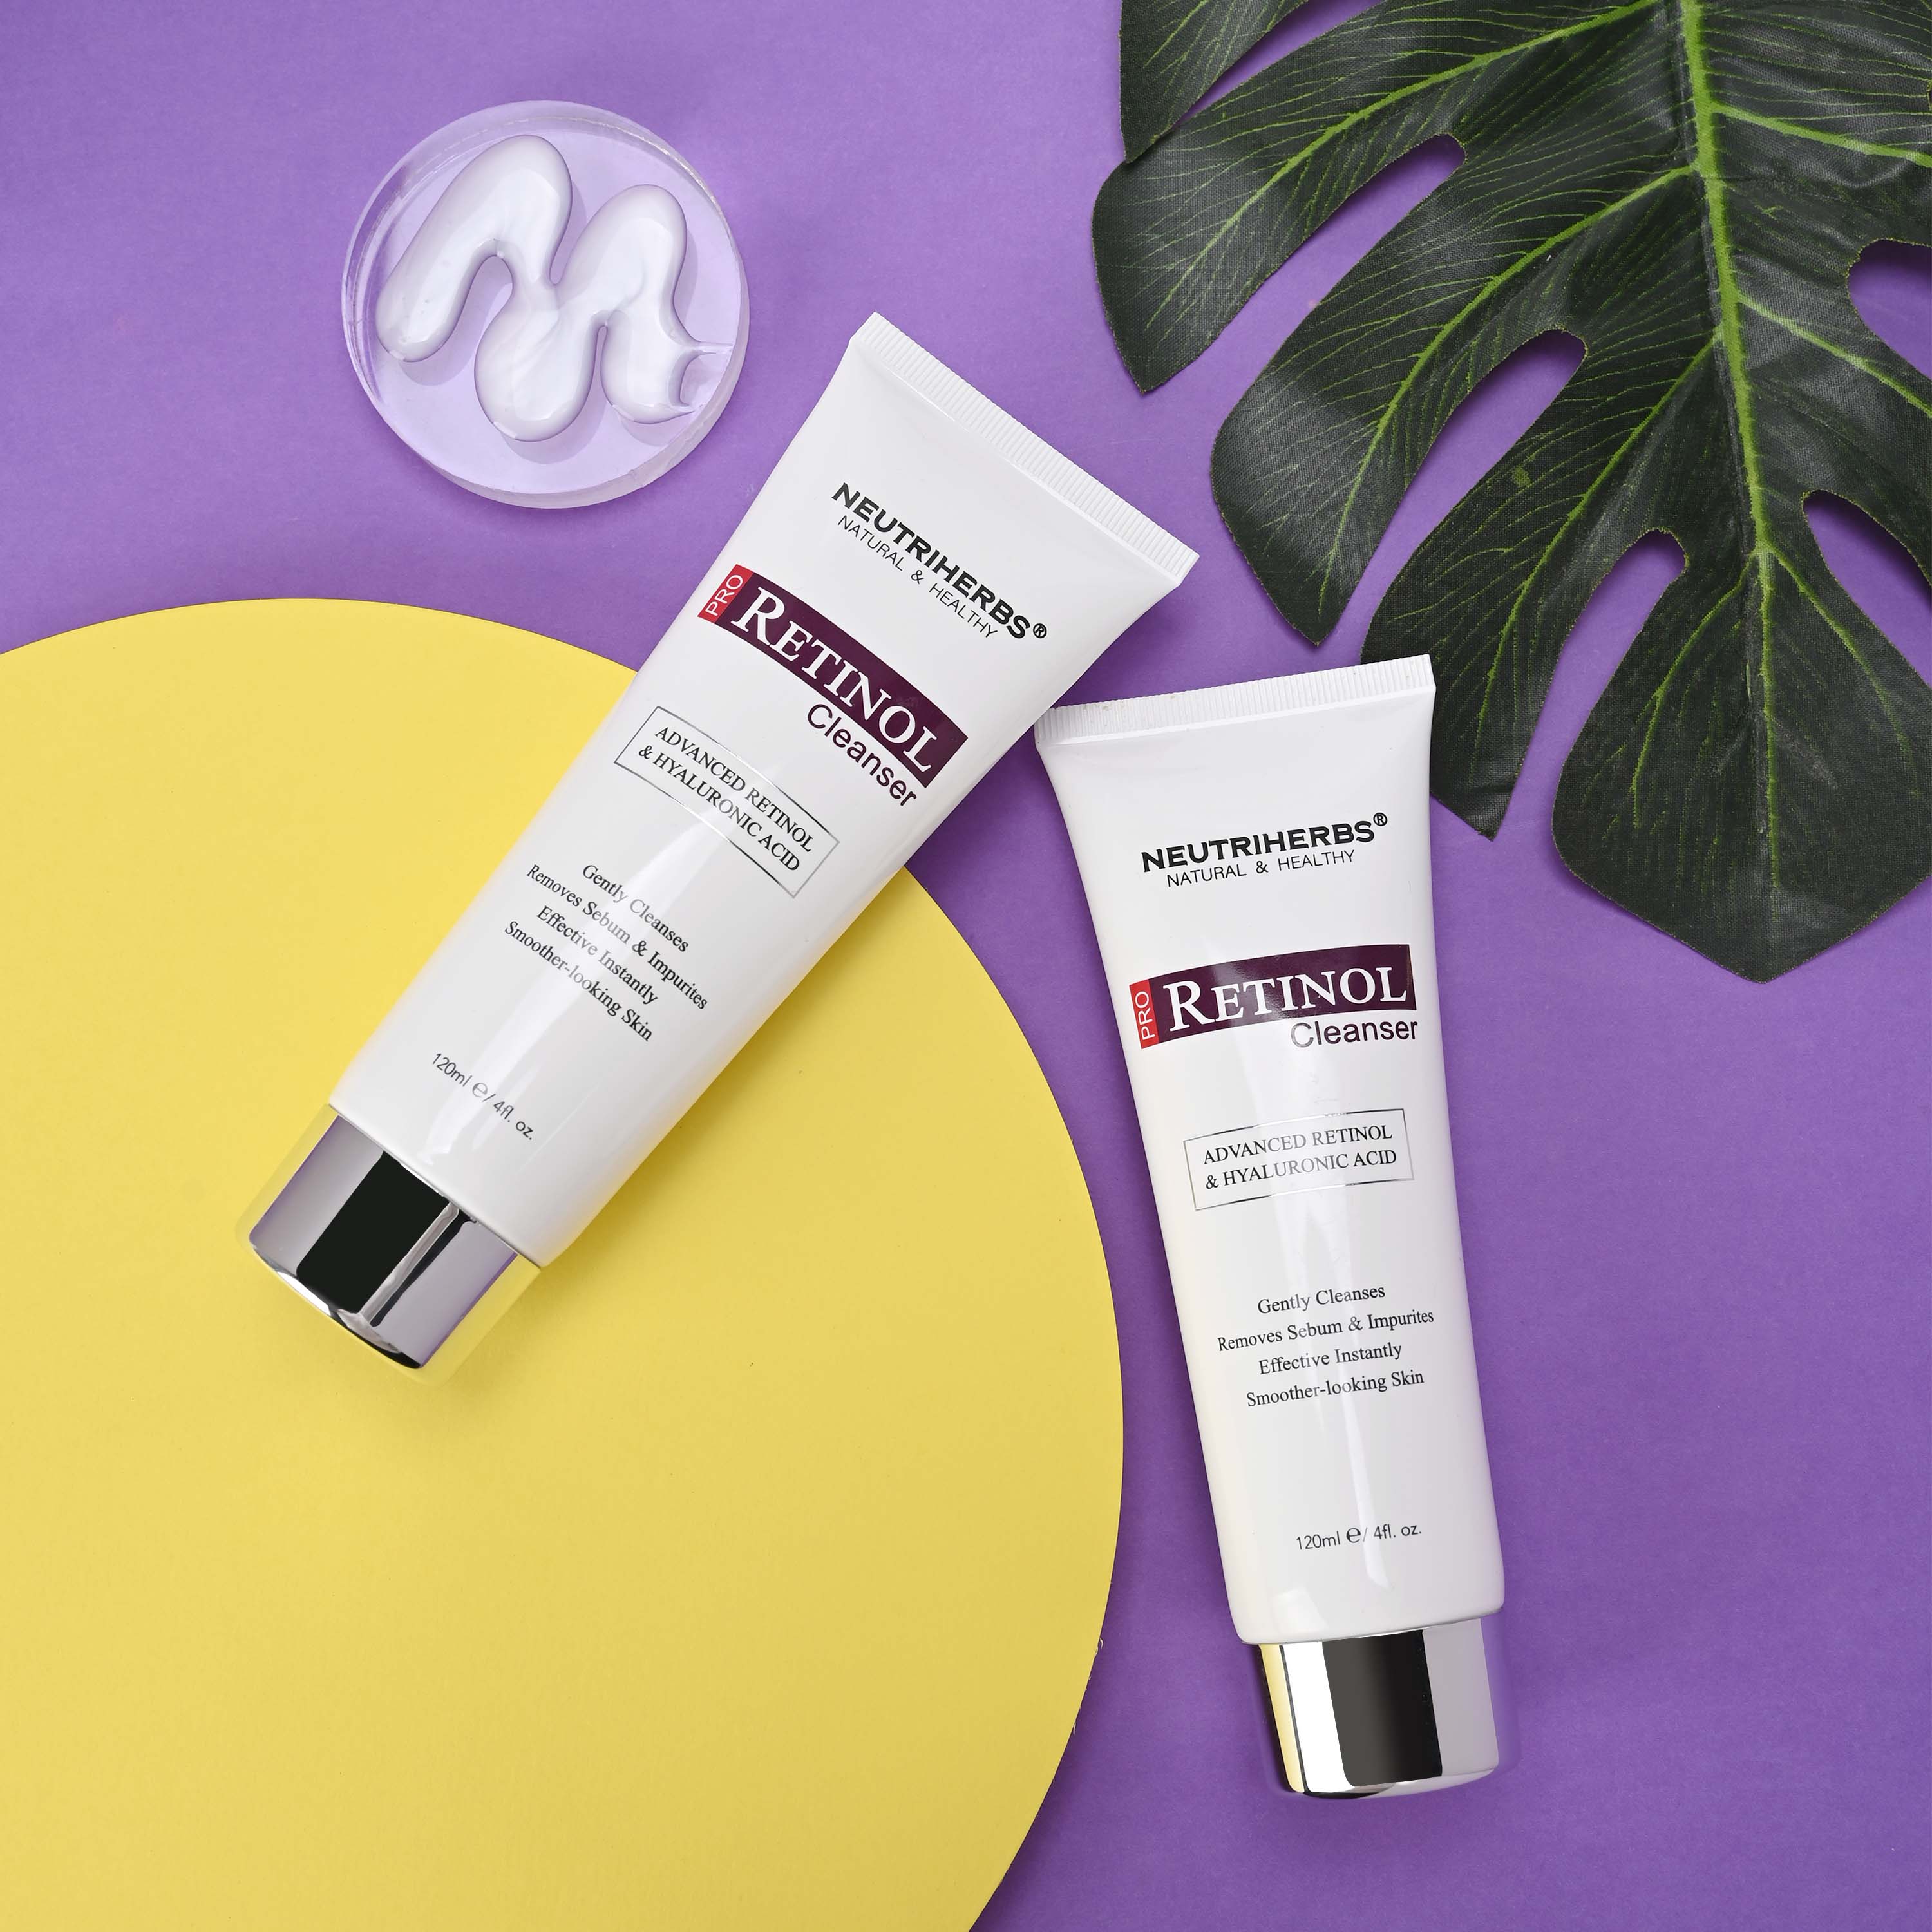 NEUTRIHERBS®
NATURAL & HEALTHY
PRO RETINOL
Cleanser
ADVANCED RETINOL
& HYALURONIC ACID
Gently Cleanses
Removes Sebum & Impurites
Effective Instantly
Smoother-looking Skin
120ml ℮/ 4fl. oz.
NEUTRIHERBS®
NATURAL & HEALTHY
PRO RETINOL
Cleanser
ADVANCED RETINOL
& HYALURONIC ACID
Gently Cleanses
Removes Sebum & Impurites
Effective Instantly
Smoother-looking Skin
120ml ℮/ 4fl. oz.